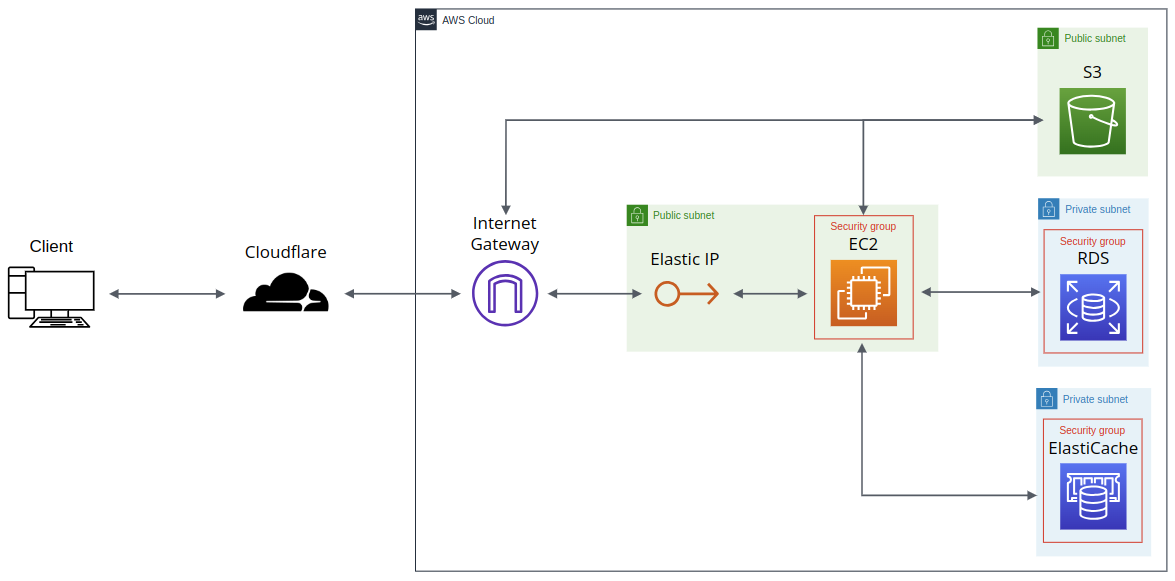 aws
AWS Cloud
Public subnet
S3
Client
Cloudflare
Internet
Gateway
Public subnet
Elastic IP
Security group
EC2
Private subnet
Security group
RDS
Private subnet
Security group
ElastiCache